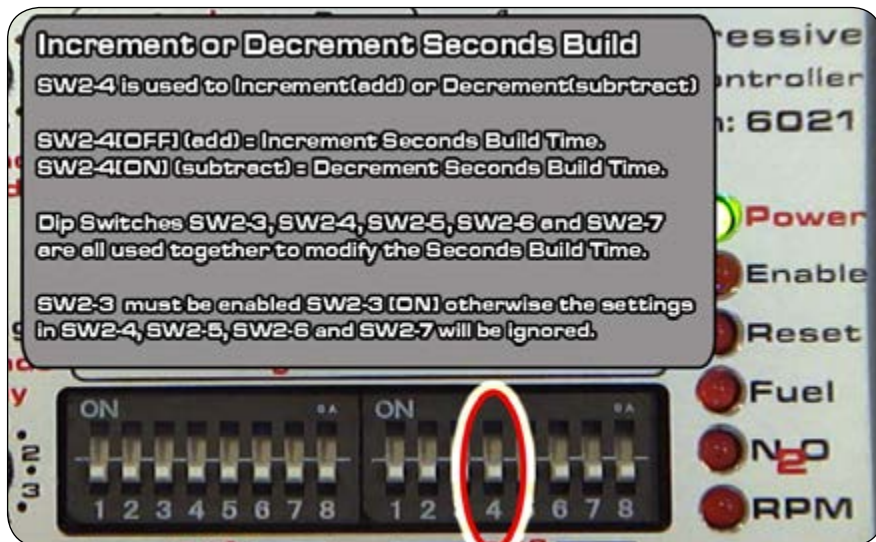 Increment or Decrement Seconds Build
SW2-4 is used to Increment(add) or Decrement(subrtract)
SW2-4[OFF] (add) = Increment Seconds Build Time.
SW2-4[ON] (subtract) = Decrement Seconds Build Time.
Dip Switches SW2-3, SW2-4, SW2-5, SW2-6 and SW2-7
are all used together to modify the Seconds Build Time.
SW2-3 must be enabled SW2-3 [ON] otherwise the settings
in SW2-4, SW2-5, SW2-6 and SW2-7 will be ignored.
ressive
ntroller
n: 6021
Power
Enable
Reset
Fuel
N2O
RPM
ON
ON
1 2 3 4 5 6 7 8
1 2 4 6 7 8
2
3